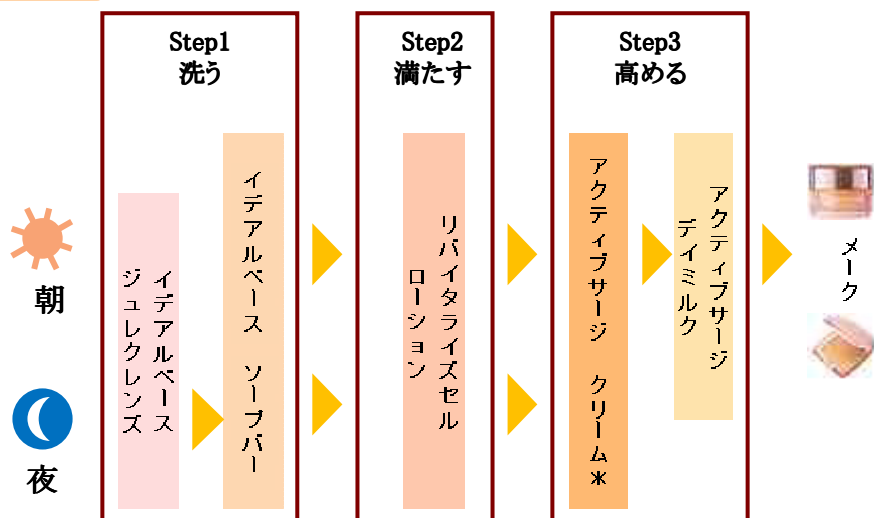 Step1
洗う
Step2
満たす
Step3
高める
朝
夜
イデアルベース
ジュレクレンズ
イデアルベース ソープバー
リバイタライズセル
ローション
アクティブサージ クリーム*
アクティブサージ
デイミルク
メーク